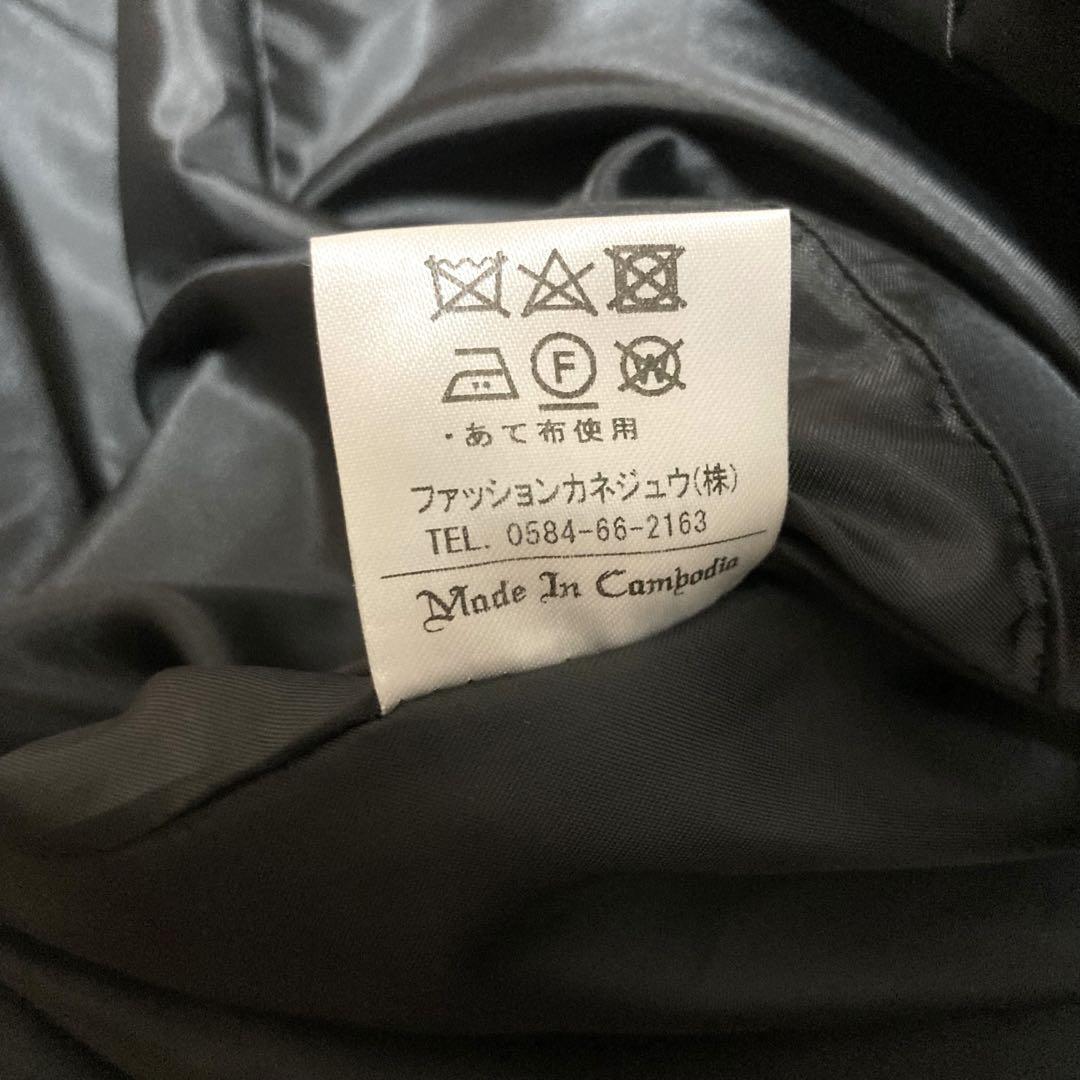 F W
・あて布使用
ファッションカネジュウ(株)
TEL. 0584-66-2163
Made In Cambodia